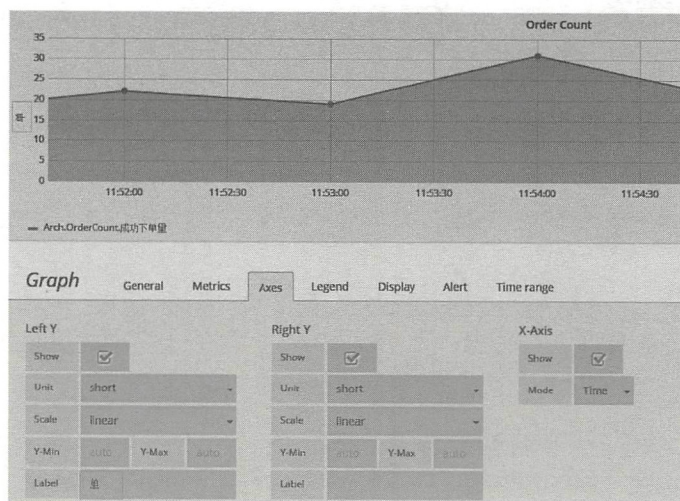 Order Count
35
30
25
20
15
10
5
0
单
11:52:00 11:52:30 11:53:00 11:53:30 11:54:00 11:54:30
Arch.OrderCount.成功下单量
Graph General Metrics Axes Legend Display Alert Time range
Left Y Right Y X-Axis
Show Show Show
Unit short Unit short Mode Time
Scale linear Scale linear
Y-Min auto Y-Max auto Y-Min auto Y-Max auto
Label 单 Label